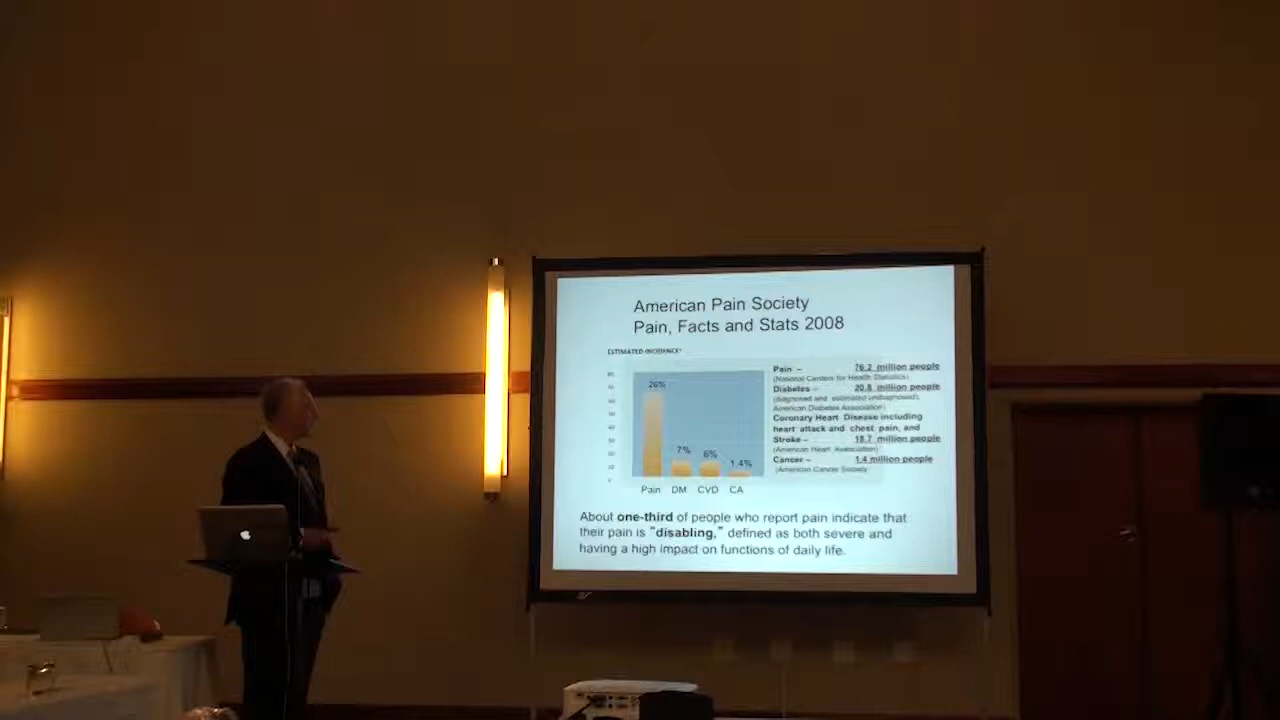 American Pain Society
Pain, Facts and Stats 2008
ESTIMATED INCIDENCE
26%
7%
6%
1.4%
Pain DM CVD CA
Pain – 76.2 million people
(National Centers for Health Statistics)
Diabetes – 20.8 million people
(diagnosed and estimated undiagnosed),
American Diabetes Association)
Coronary Heart Disease including
heart attack and chest pain, and
Stroke – 18.7 million people
(American Heart Association)
Cancer – 1.4 million people
(American Cancer Society)
About one-third of people who report pain indicate that
their pain is "disabling," defined as both severe and
having a high impact on functions of daily life.